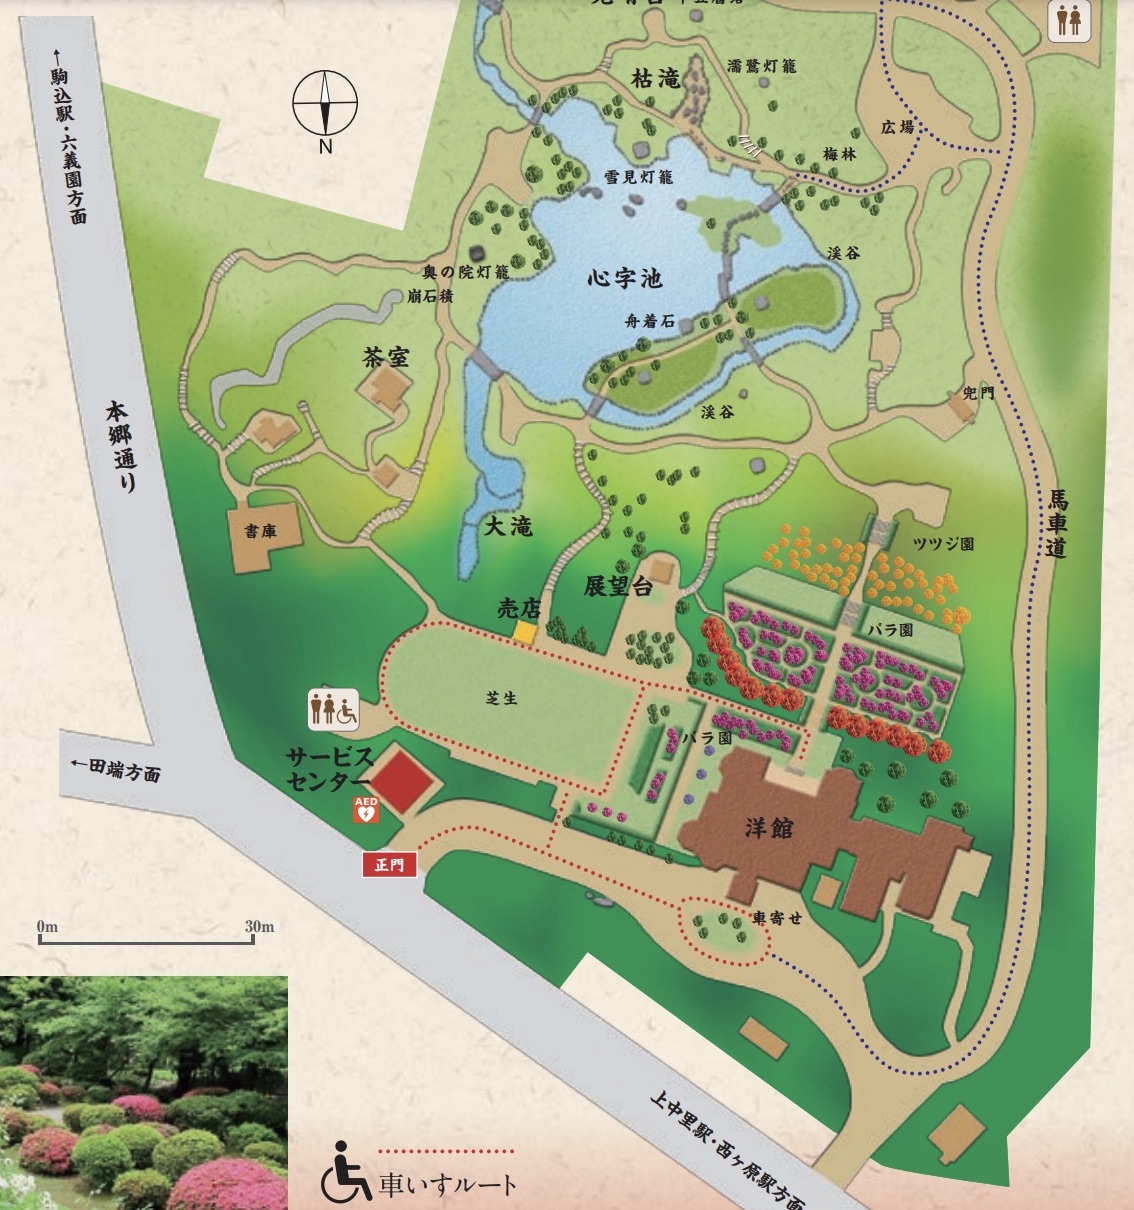 ←駒込駅・六義園方面
N
枯滝
濡鷺灯籠
広場
梅林
雪見灯籠
渓谷
心字池
奥の院灯籠
崩石積
舟着石
茶室
渓谷
兜門
本郷通り
書庫
大滝
馬車道
ツツジ園
展望台
売店
バラ園
芝生
バラ園
サービス
センター
←田端方面
AED
洋館
正門
車寄せ
0m
30m
上中里駅・西ヶ原駅方面
車いすルート